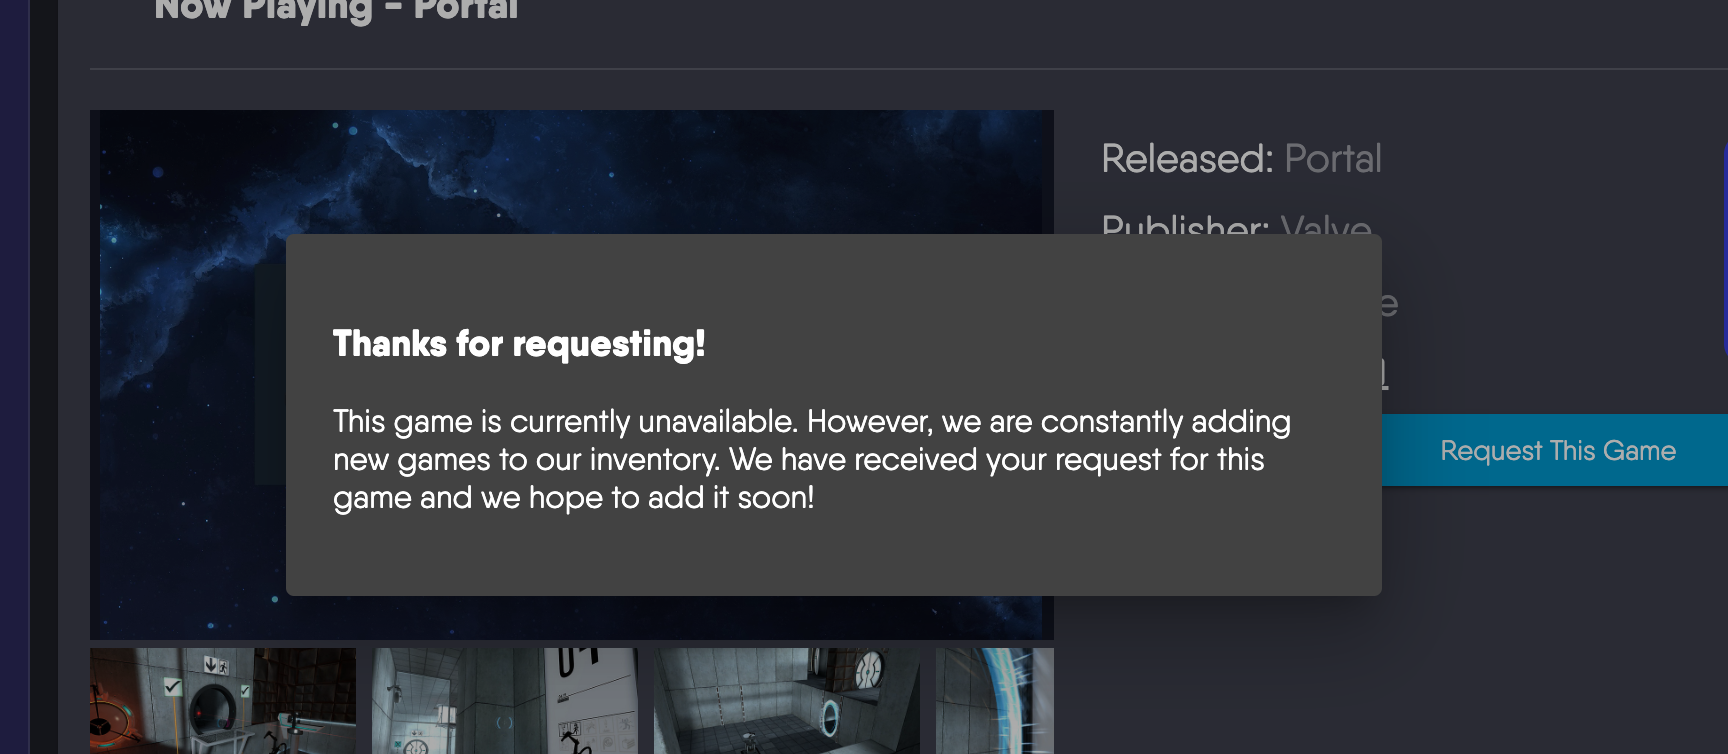 Now Playing - Portal
Released: Portal
Publisher: Valve
Thanks for requesting!
This game is currently unavailable. However, we are constantly adding
new games to our inventory. We have received your request for this
game and we hope to add it soon!
Request This Game